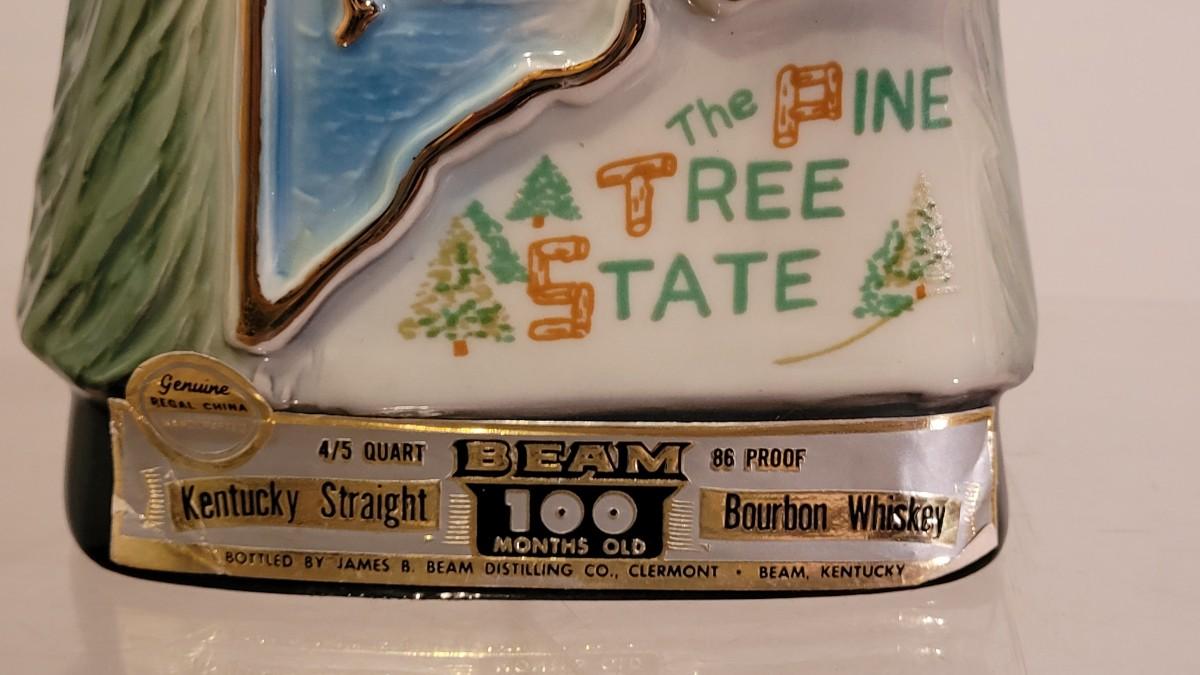 The PINE
TREE
STATE
Genuine
REGAL CHINA
4/5 QUART BEAM 86 PROOF
Kentucky Straight 100 Bourbon Whiskey
MONTHS OLD
BOTTLED BY JAMES B. BEAM DISTILLING CO., CLERMONT • BEAM, KENTUCKY